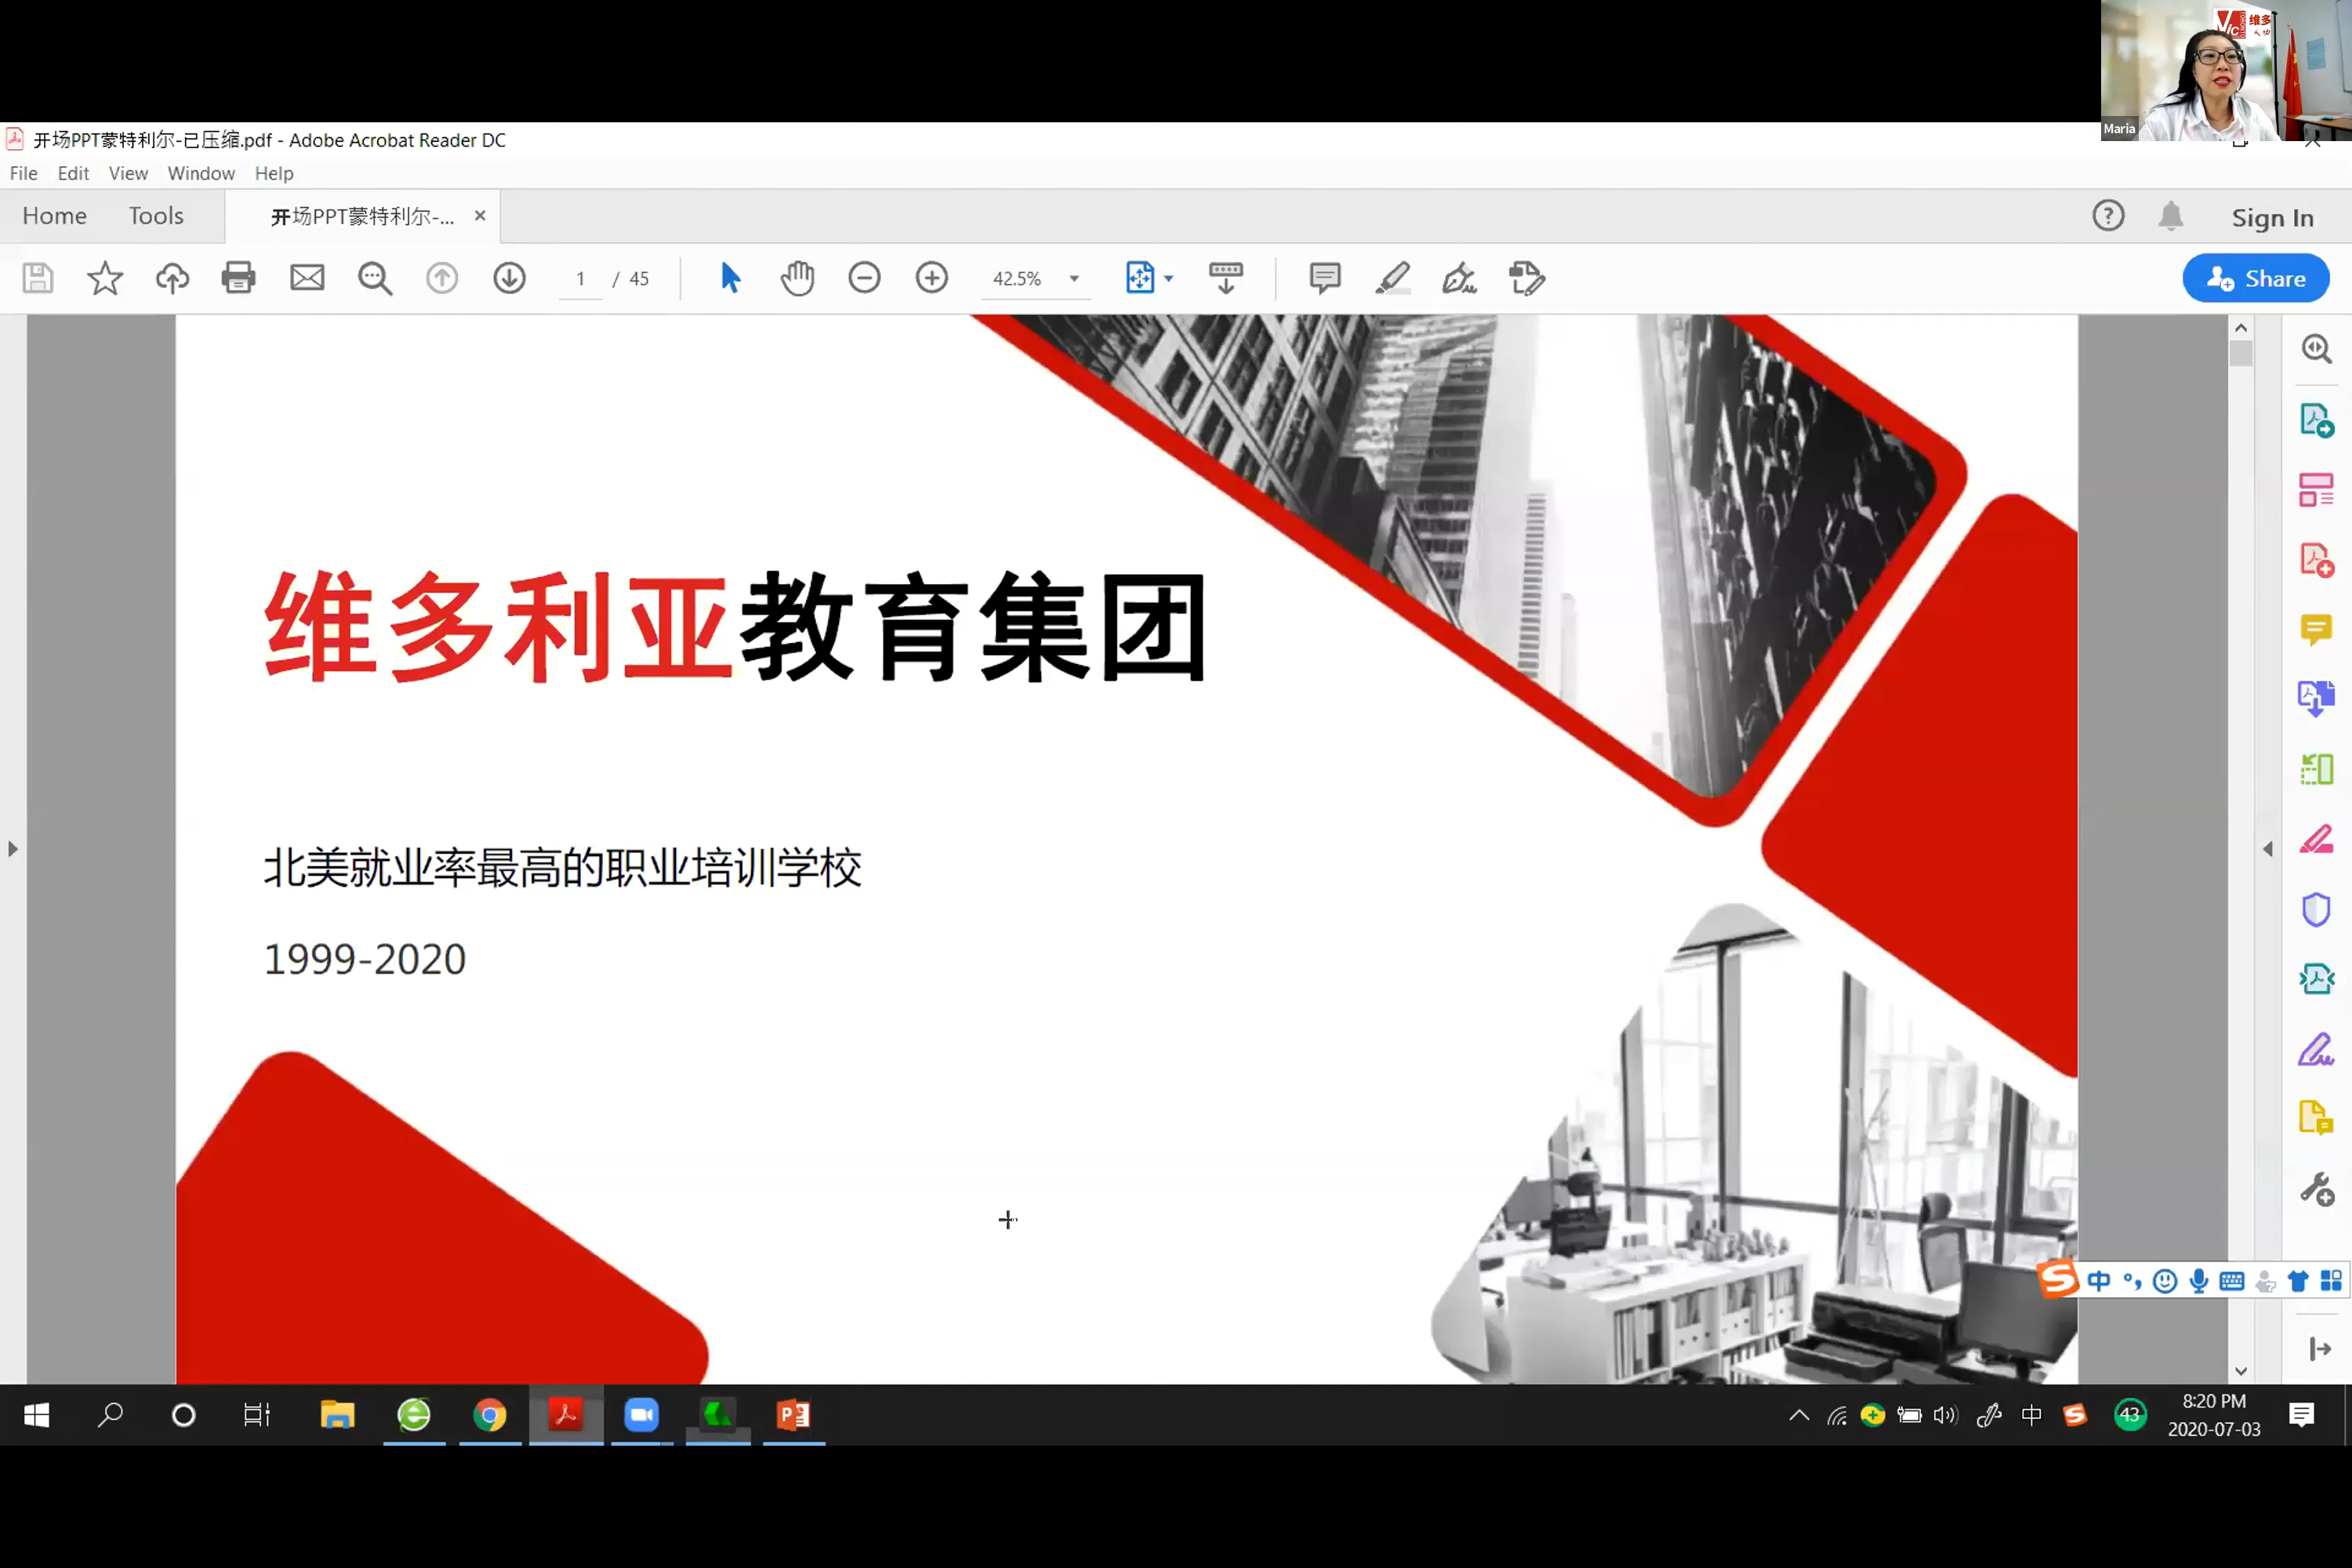 Vic
维多
Maria
开场PPT蒙特利尔-已压缩.pdf - Adobe Acrobat Reader DC
File Edit View Window Help
Home Tools 开场PPT蒙特利尔-... × Sign In
1 / 45 42.5% Share
维多利亚教育集团
北美就业率最高的职业培训学校
1999-2020
中
中 43 8:20 PM
2020-07-03